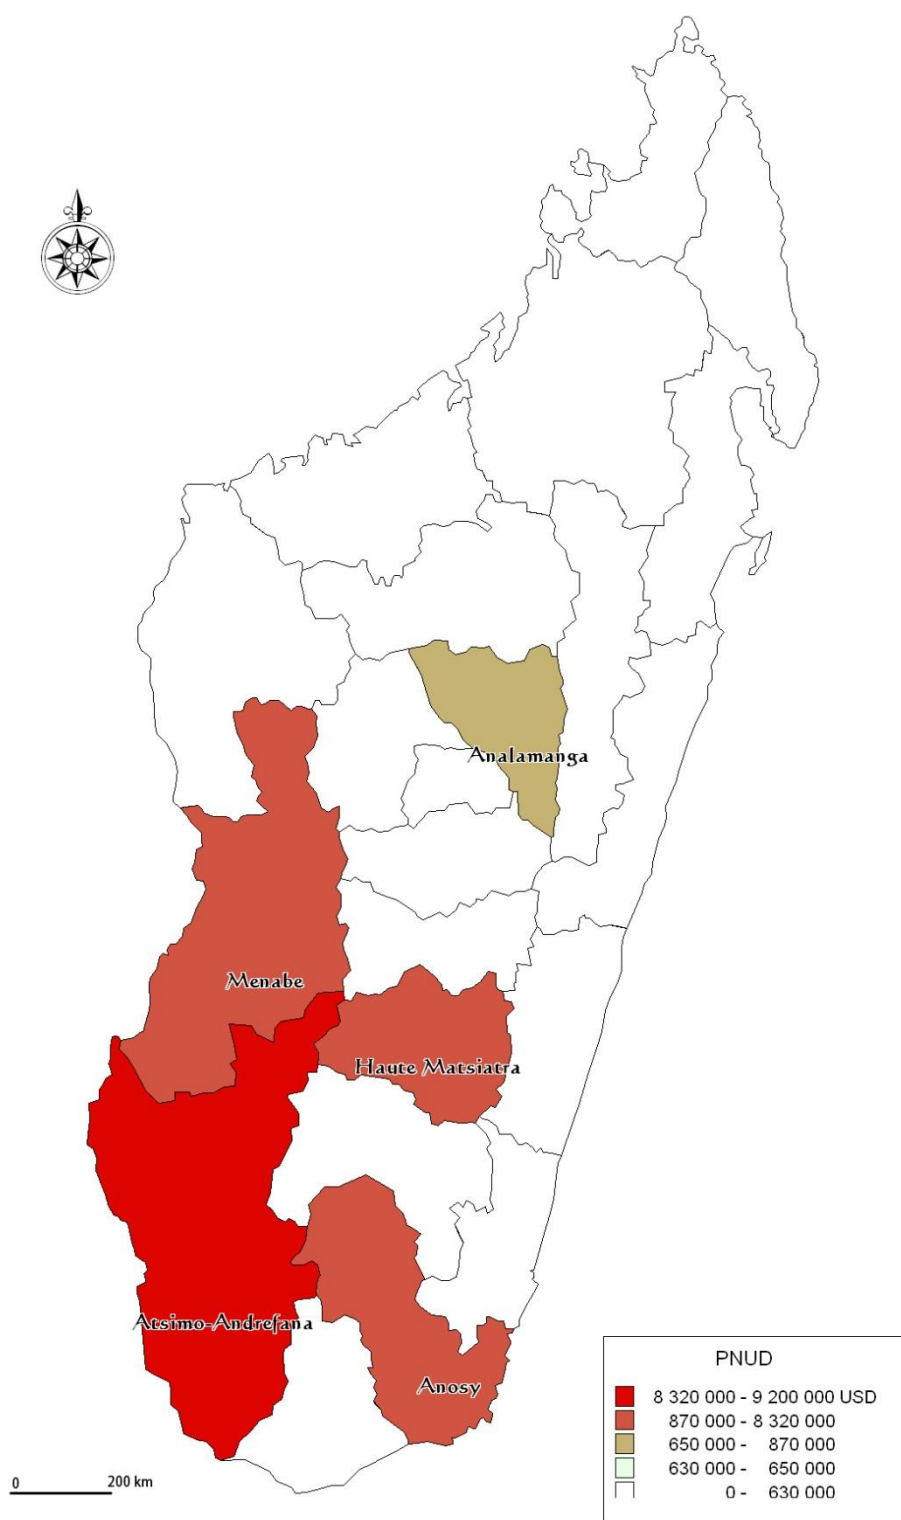 Analamanga
Menabe
Haute Matsiatra
Atsimo-Andrefana
Anosy
0 200 km
PNUD
8 320 000 - 9 200 000 USD
870 000 - 8 320 000
650 000 - 870 000
630 000 - 650 000
0 - 630 000